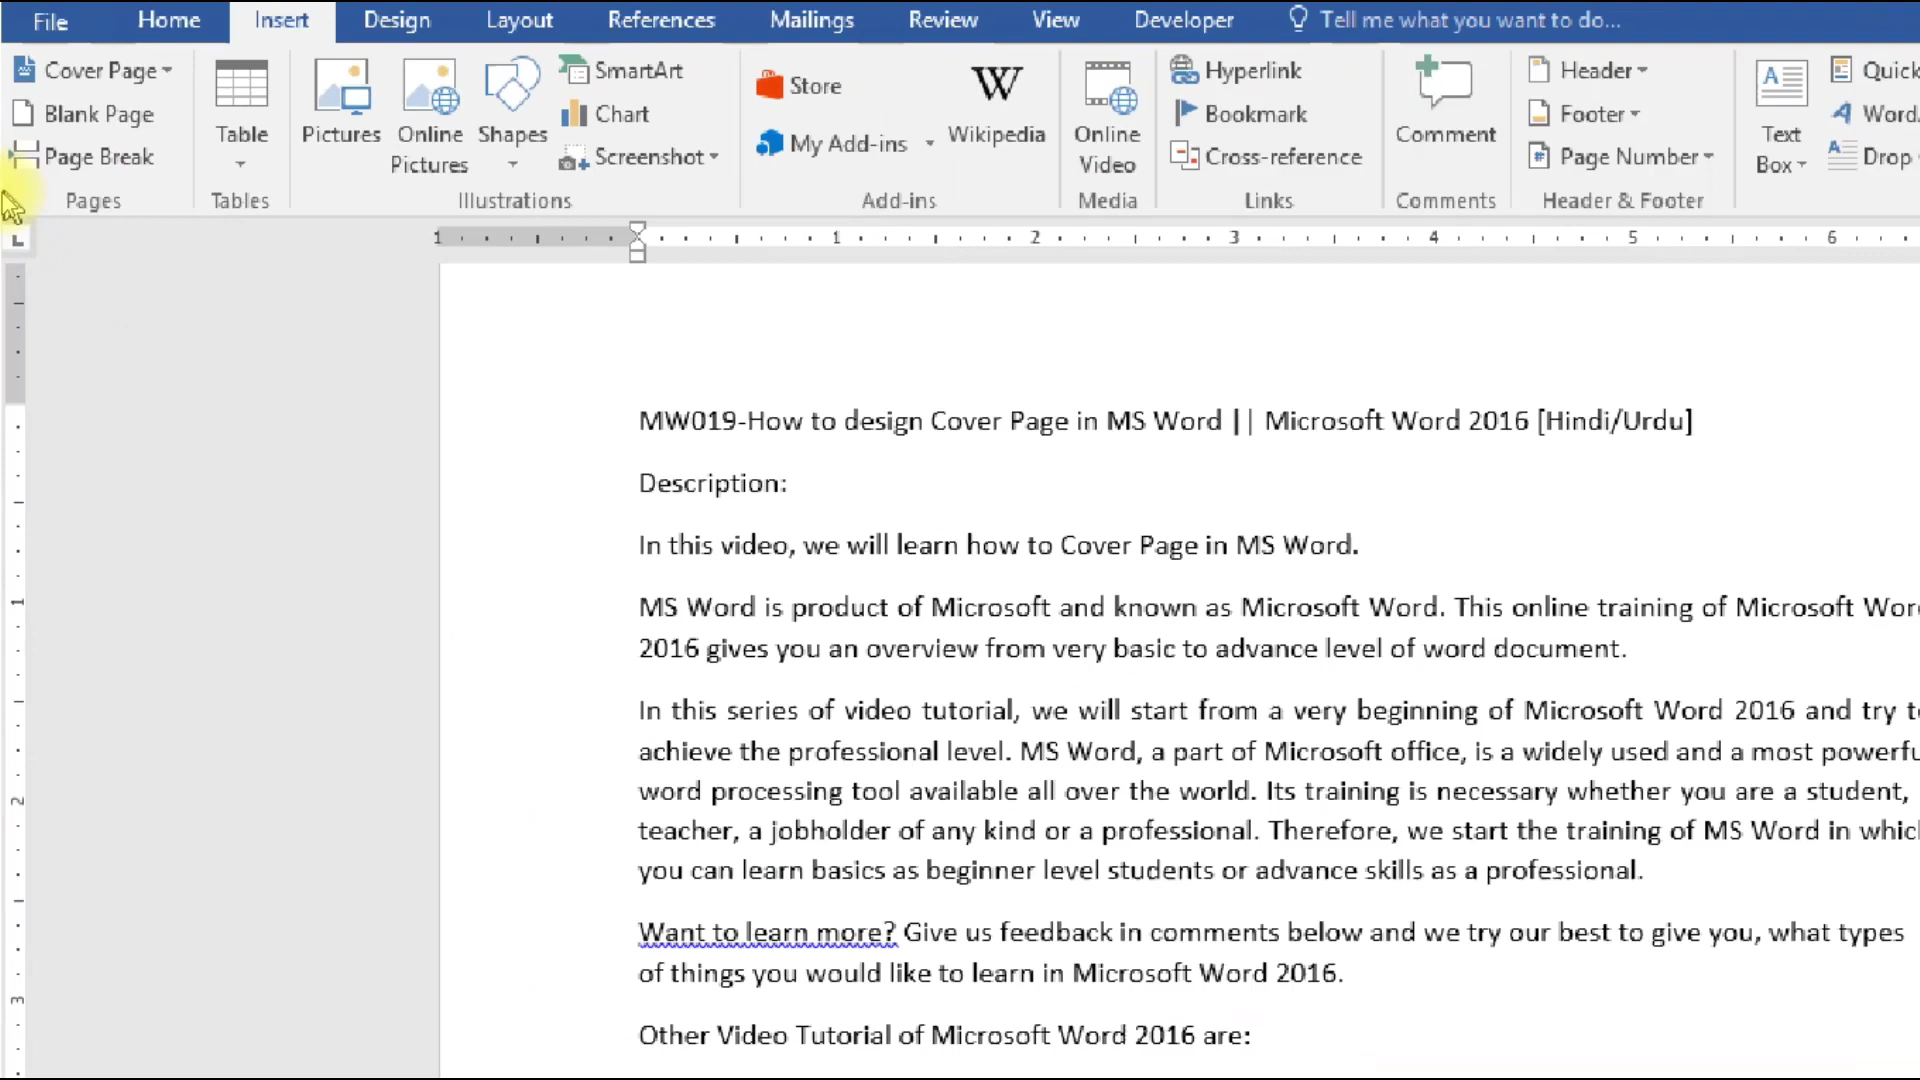 File Home Insert Design Layout References Mailings Review View Developer Tell me what you want to do...
Cover Page
Blank Page
Page Break
Pages
Table
Tables
Pictures
Online Pictures
Shapes
SmartArt
Chart
Screenshot
Illustrations
Store
My Add-ins
Wikipedia
Add-ins
Online Video
Media
Hyperlink
Bookmark
Cross-reference
Links
Comment
Comments
Header
Footer
Page Number
Header & Footer
Text Box
Quick
Word
Drop
1 1 2 3 4 5 6
1
2
3
MW019-How to design Cover Page in MS Word || Microsoft Word 2016 [Hindi/Urdu]
Description:
In this video, we will learn how to Cover Page in MS Word.
MS Word is product of Microsoft and known as Microsoft Word. This online training of Microsoft Wor
2016 gives you an overview from very basic to advance level of word document.
In this series of video tutorial, we will start from a very beginning of Microsoft Word 2016 and try t
achieve the professional level. MS Word, a part of Microsoft office, is a widely used and a most powerfu
word processing tool available all over the world. Its training is necessary whether you are a student,
teacher, a jobholder of any kind or a professional. Therefore, we start the training of MS Word in which
you can learn basics as beginner level students or advance skills as a professional.
Want to learn more? Give us feedback in comments below and we try our best to give you, what types
of things you would like to learn in Microsoft Word 2016.
Other Video Tutorial of Microsoft Word 2016 are: